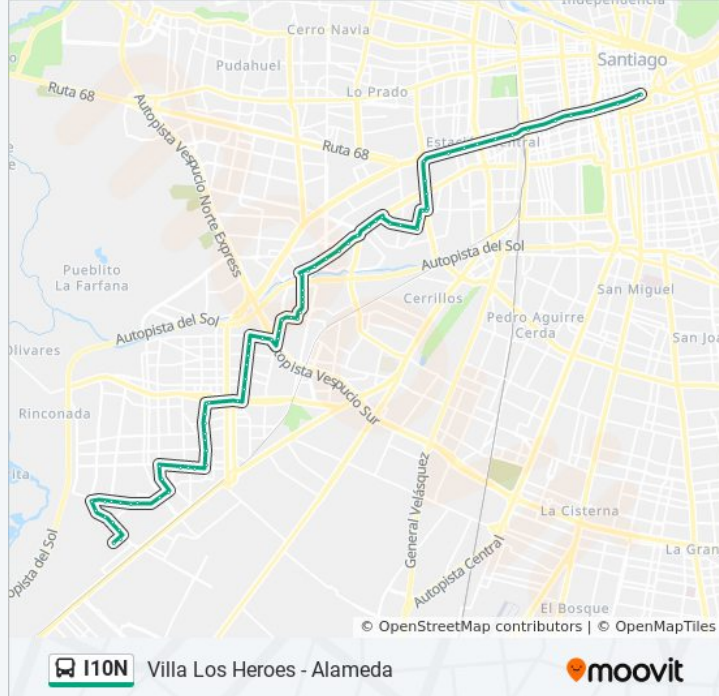 Independencia
Cerro Navia
Santiago
Pudahuel
Ruta 68
Lo Prado
Autopista Vespucio Norte Express
Ruta 68
Estación Central
Autopista del Sol
Pueblito
La Farfana
Cerrillos
San Miguel
Pedro Aguirre
Cerda
Autopista del Sol
San Joa
Olivares
topista Vespucio Sur
Rinconada
ita
General Velásquez
La Cisterna
opista del Sol
Autopista Central
La Gran
El Bosque
© OpenStreetMap contributors | © OpenMapTiles
I10N
Villa Los Heroes - Alameda
moovit